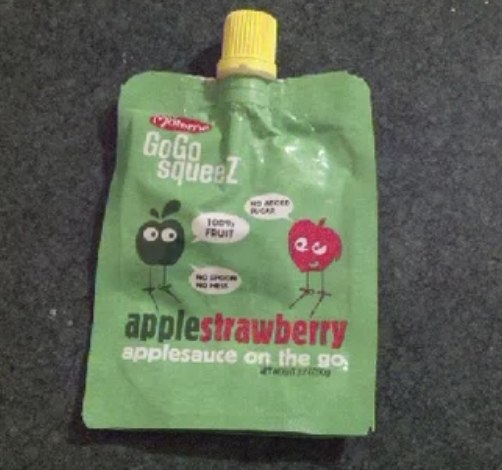 Materne
GoGo
squeeZ
NO ADDED
SUGAR
100%
FRUIT
NO SPOON
NO MESS
applestrawberry
applesauce on the go